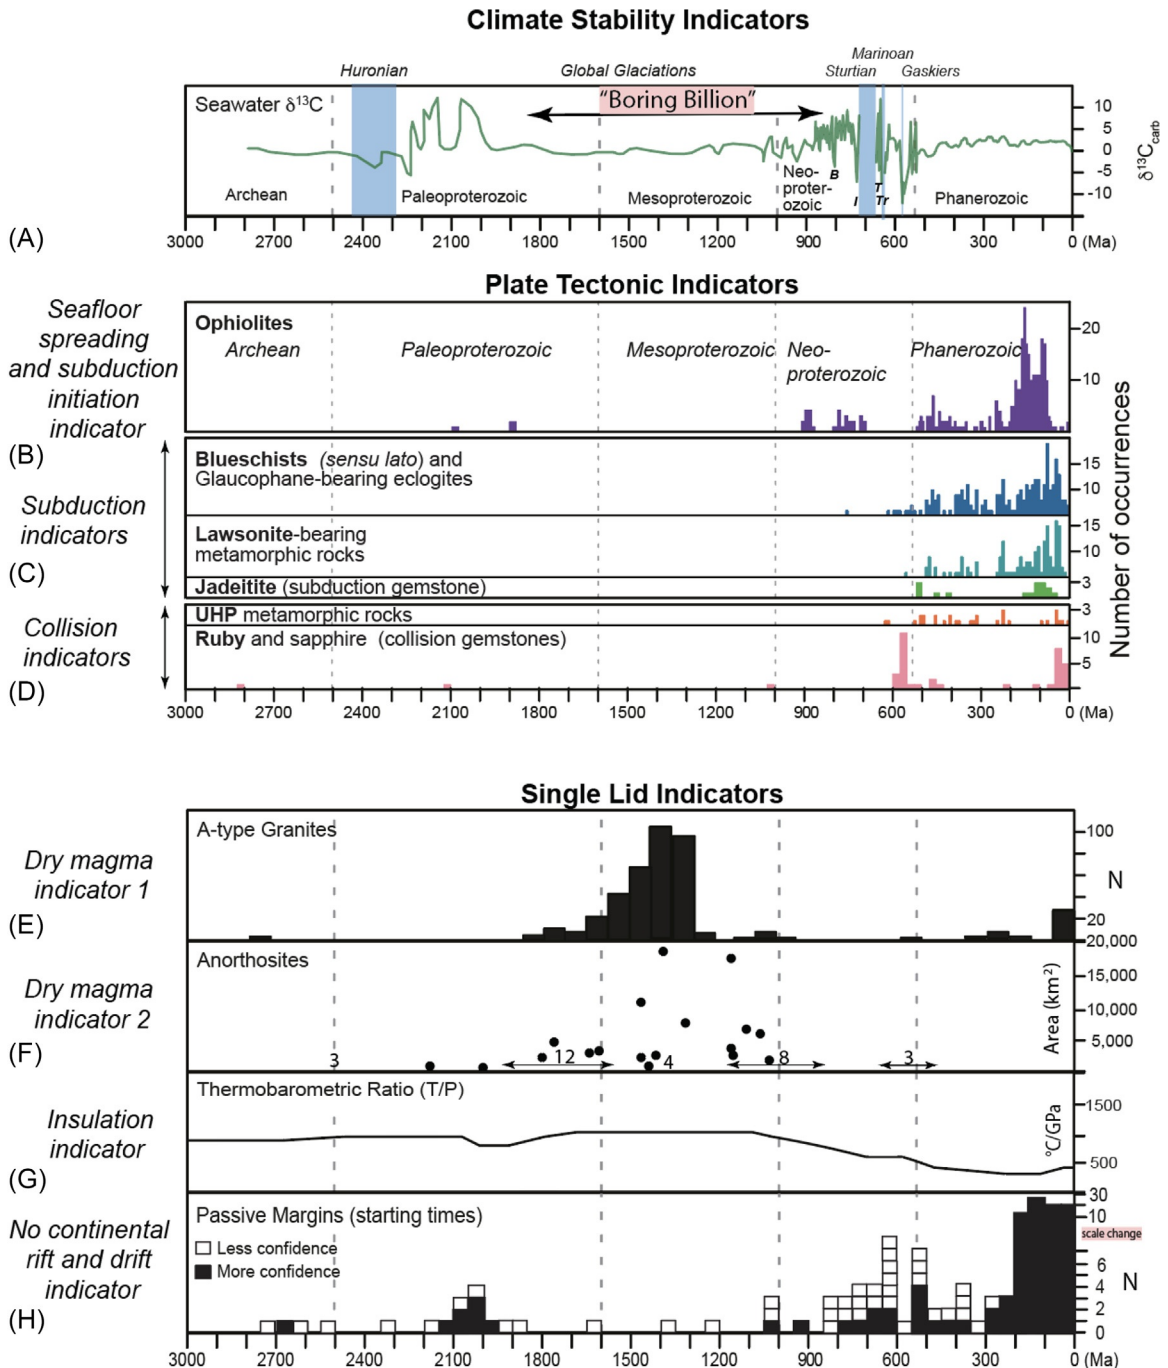 Climate Stability Indicators
Marinoan
Huronian
Global Glaciations
Sturtian
Gaskiers
Seawater δ¹³C
"Boring Billion"
10
5
0
-5
-10
δ¹³Ccarb
B
I
T
Tr
Archean
Paleoproterozoic
Mesoproterozoic
Neo-
proter-
ozoic
Phanerozoic
(A)
3000 2700 2400 2100 1800 1500 1200 900 600 300 0 (Ma)
Plate Tectonic Indicators
Seafloor
spreading
and subduction
initiation
indicator
(B)
Ophiolites
Archean
Paleoproterozoic
Mesoproterozoic
Neo-
proterozoic
Phanerozoic
20
10
Number of occurrences
Subduction
indicators
(C)
Blueschists (sensu lato) and
Glaucophane-bearing eclogites
15
10
Lawsonite-bearing
metamorphic rocks
15
10
Jadeitite (subduction gemstone)
3
Collision
indicators
(D)
UHP metamorphic rocks
3
Ruby and sapphire (collision gemstones)
10
5
3000 2700 2400 2100 1800 1500 1200 900 600 300 0 (Ma)
Single Lid Indicators
Dry magma
indicator 1
(E)
A-type Granites
100
N
20
Dry magma
indicator 2
(F)
Anorthosites
20,000
15,000
10,000
5,000
Area (km²)
3 12 4 8 3
Insulation
indicator
(G)
Thermobarometric Ratio (T/P)
1500
500
°C/GPa
No continental
rift and drift
indicator
(H)
Passive Margins (starting times)
Less confidence
More confidence
30
10
scale change
6
4
2
0
N
3000 2700 2400 2100 1800 1500 1200 900 600 300 0 (Ma)